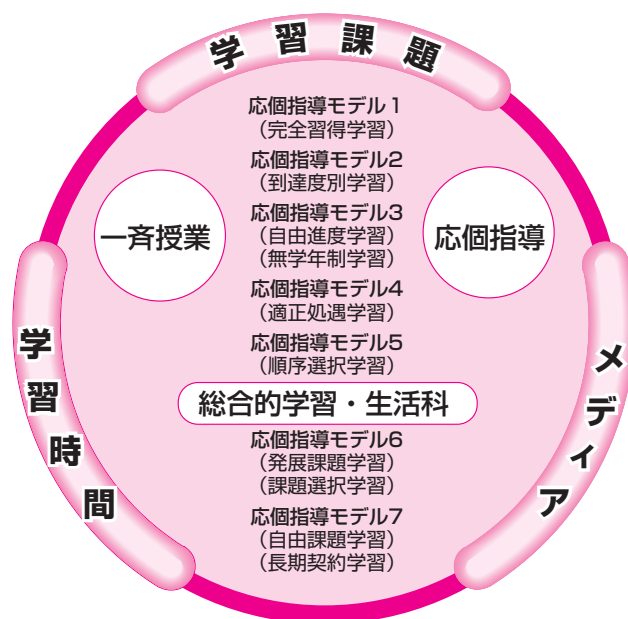 学習課題
応個指導モデル1
（完全習得学習）
応個指導モデル2
（到達度別学習）
応個指導モデル3
（自由進度学習）
（無学年制学習）
応個指導モデル4
（適正処遇学習）
応個指導モデル5
（順序選択学習）
一斉授業
応個指導
総合的学習・生活科
応個指導モデル6
（発展課題学習）
（課題選択学習）
応個指導モデル7
（自由課題学習）
（長期契約学習）
学習時間
メディア